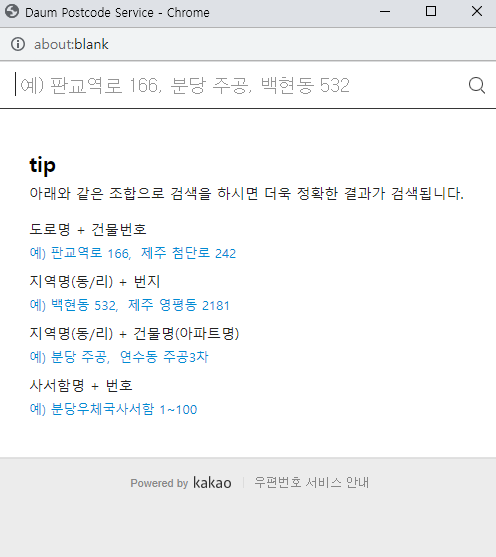 Daum Postcode Service - Chrome
about:blank
예) 판교역로 166, 분당 주공, 백현동 532
tip
아래와 같은 조합으로 검색을 하시면 더욱 정확한 결과가 검색됩니다.
도로명 + 건물번호
예) 판교역로 166, 제주 첨단로 242
지역명(동/리) + 번지
예) 백현동 532, 제주 영평동 2181
지역명(동/리) + 건물명(아파트명)
예) 분당 주공, 연수동 주공3차
사서함명 + 번호
예) 분당우체국사서함 1~100
Powered by kakao 우편번호 서비스 안내